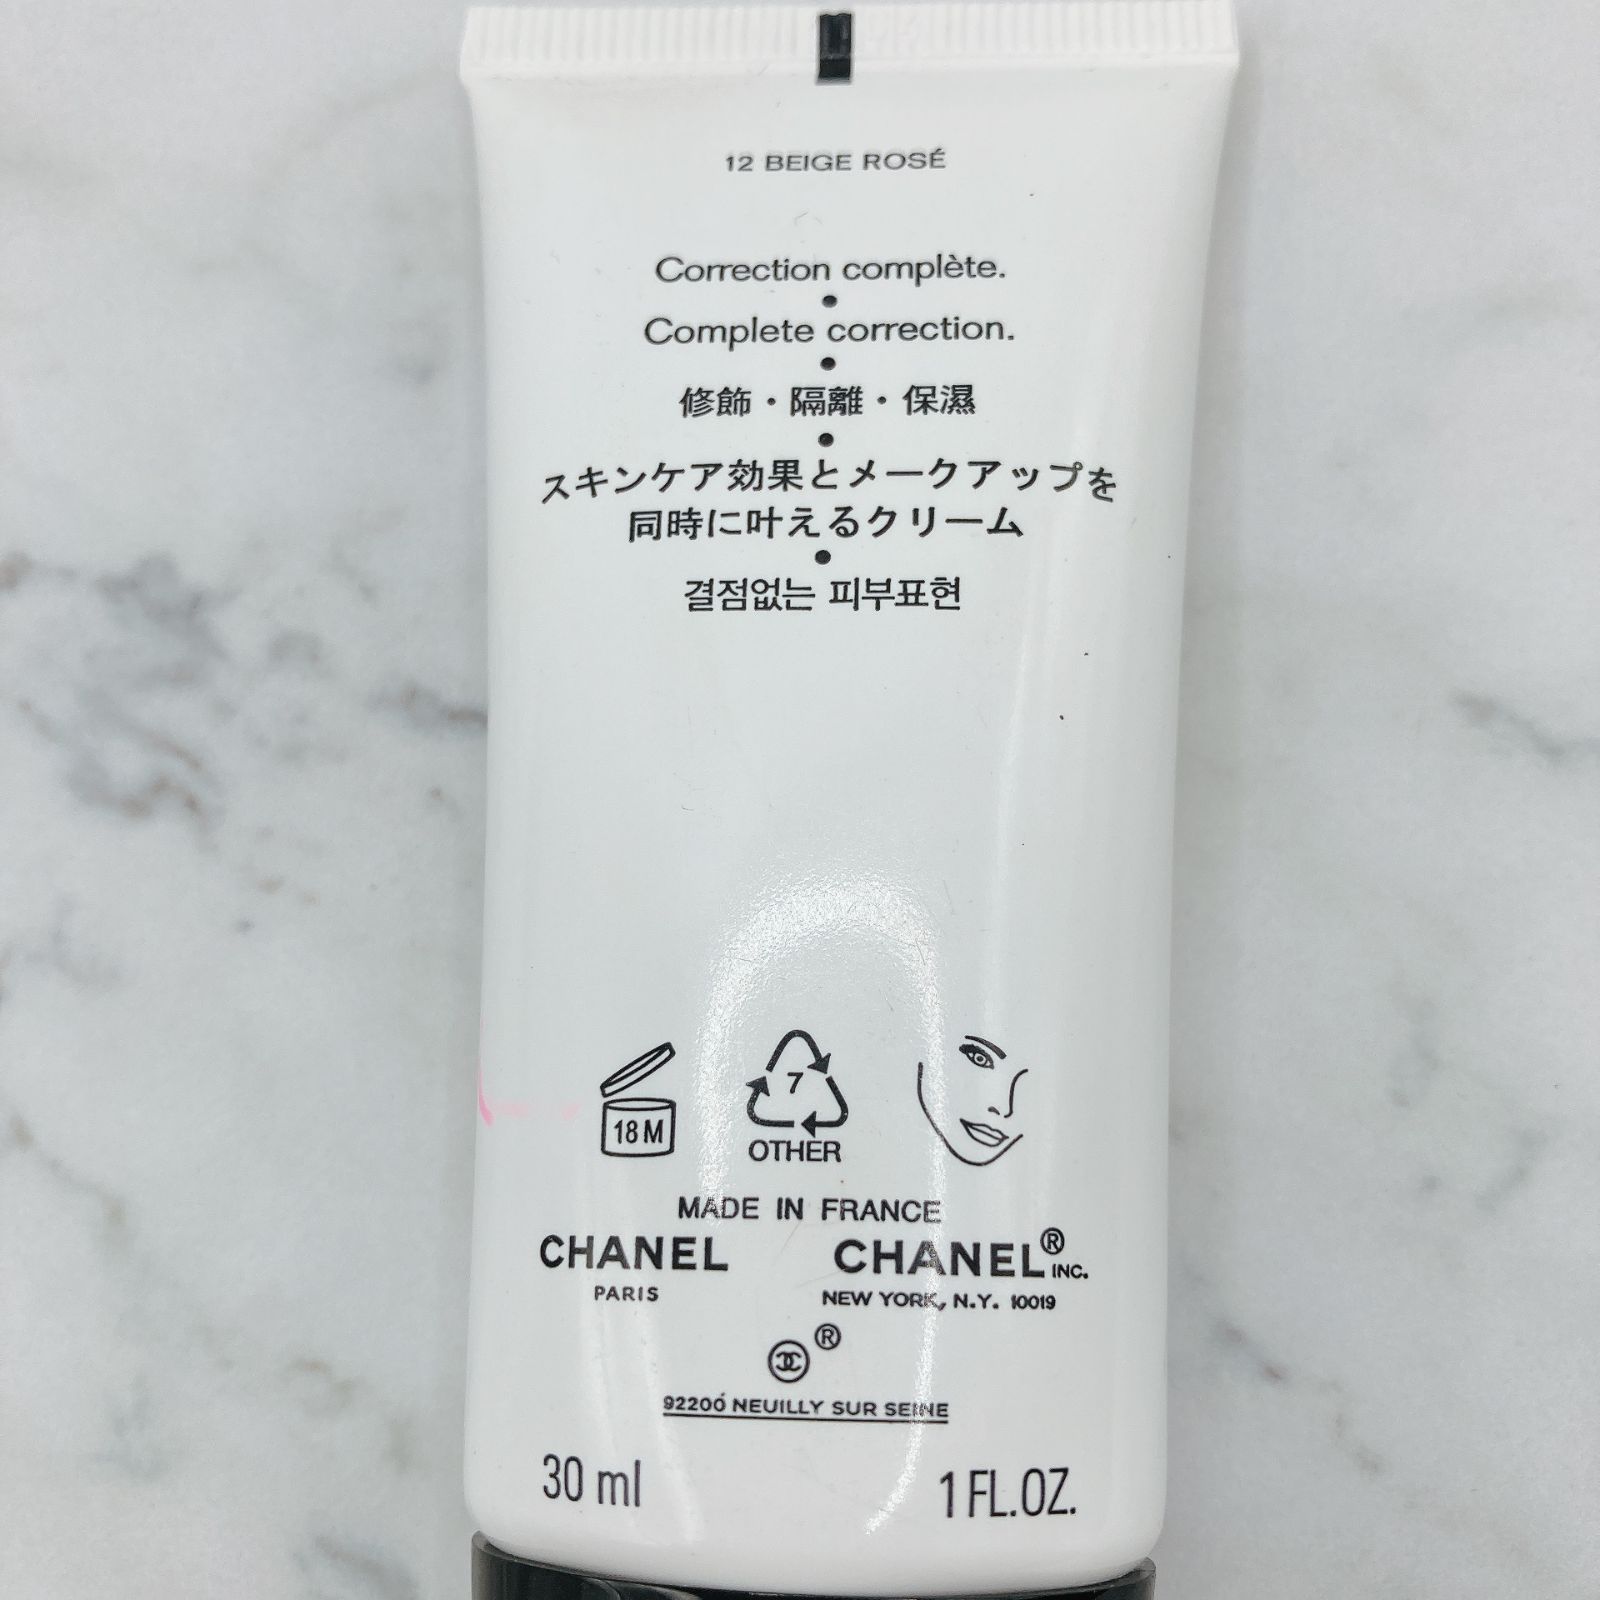 12 BEIGE ROSÉ
Correction complète.
•
Complete correction.
•
修飾・隔離・保濕
•
スキンケア効果とメークアップを
同時に叶えるクリーム
•
결점없는 피부표현
18 M
7
OTHER
MADE IN FRANCE
CHANEL
PARIS
CHANEL® INC.
NEW YORK, N.Y. 10019
®
92200 NEUILLY SUR SEINE
30 ml
1 FL.OZ.